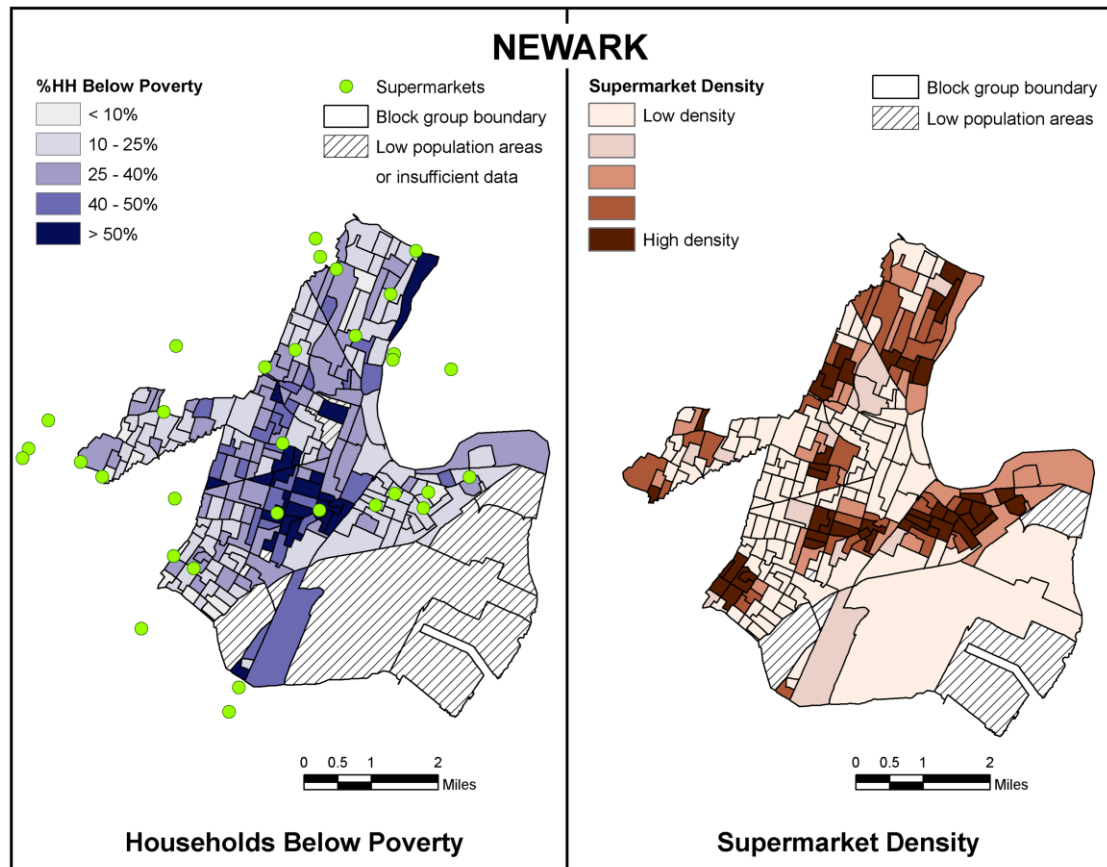 NEWARK
%HH Below Poverty
< 10%
10 - 25%
25 - 40%
40 - 50%
> 50%
Supermarkets
Block group boundary
Low population areas
or insufficient data
0 0.5 1 2
Miles
Households Below Poverty
Supermarket Density
Low density
High density
Block group boundary
Low population areas
0 0.5 1 2
Miles
Supermarket Density